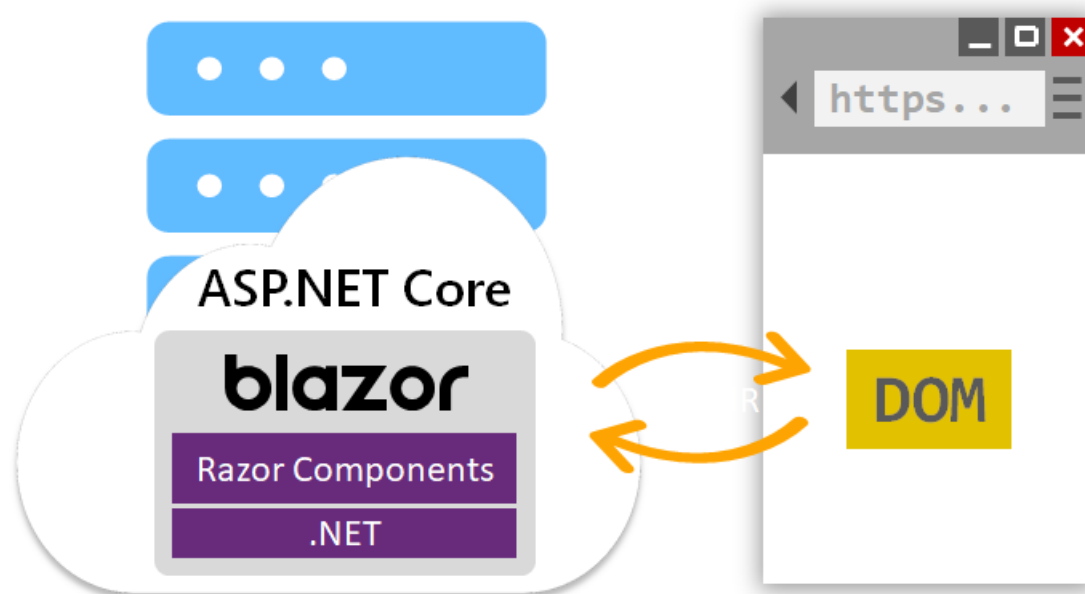 ASP.NET Core
blazor
Razor Components
.NET
https...
R
DOM